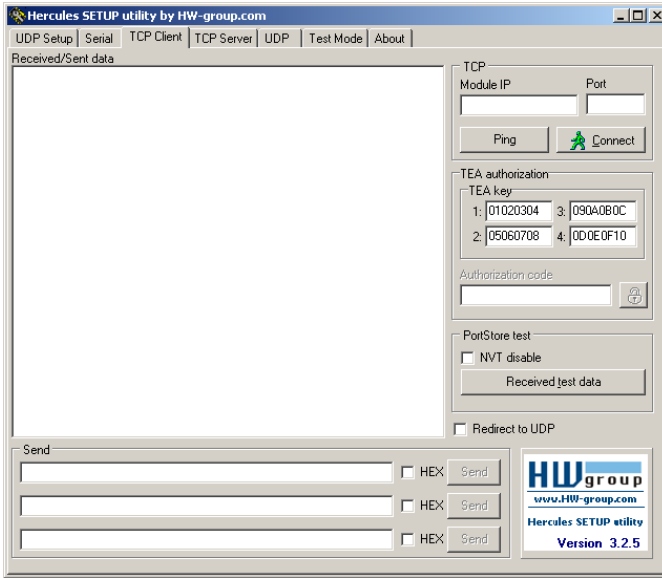 Hercules SETUP utility by HW-group.com
UDP Setup Serial TCP Client TCP Server UDP Test Mode About
Received/Sent data
TCP
Module IP Port
Ping Connect
TEA authorization
TEA key
1: 01020304 3: 090A0B0C
2: 05060708 4: 0D0E0F10
Authorization code
PortStore test
NVT disable
Received test data
Redirect to UDP
Send
HEX Send
HEX Send
HEX Send
HW group
www.HW-group.com
Hercules SETUP utility
Version 3.2.5